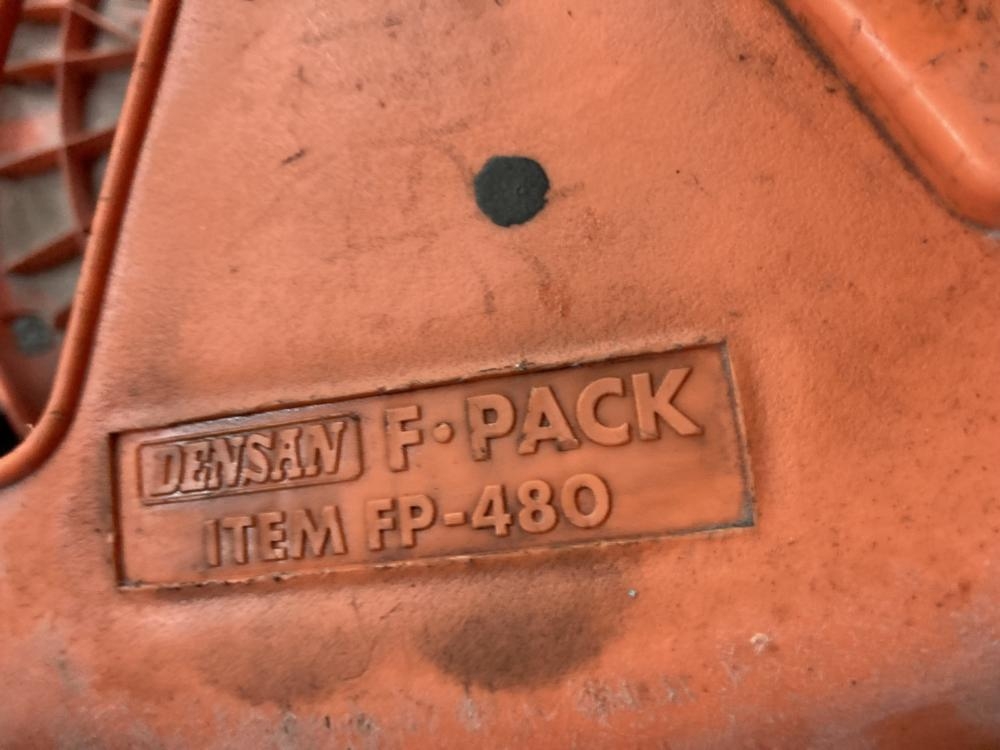 DENSAN F・PACK
ITEM FP-480